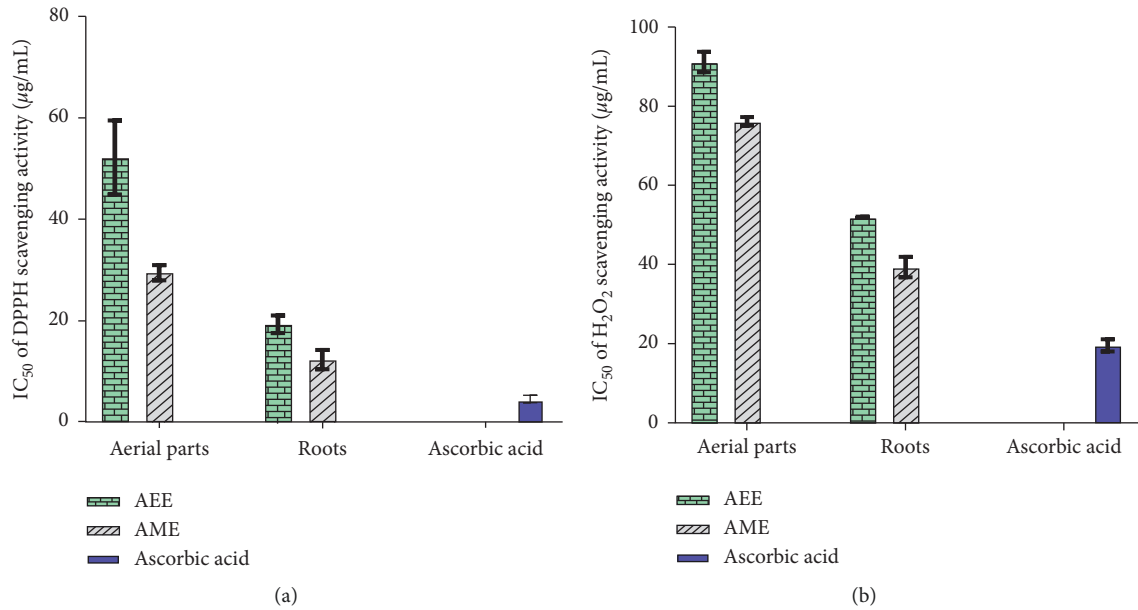 IC50 of DPPH scavenging activity (μg/mL)
80
60
40
20
0
Aerial parts
Roots
Ascorbic acid
AEE
AME
Ascorbic acid
(a)
IC50 of H2O2 scavenging activity (μg/mL)
100
80
60
40
20
0
Aerial parts
Roots
Ascorbic acid
AEE
AME
Ascorbic acid
(b)